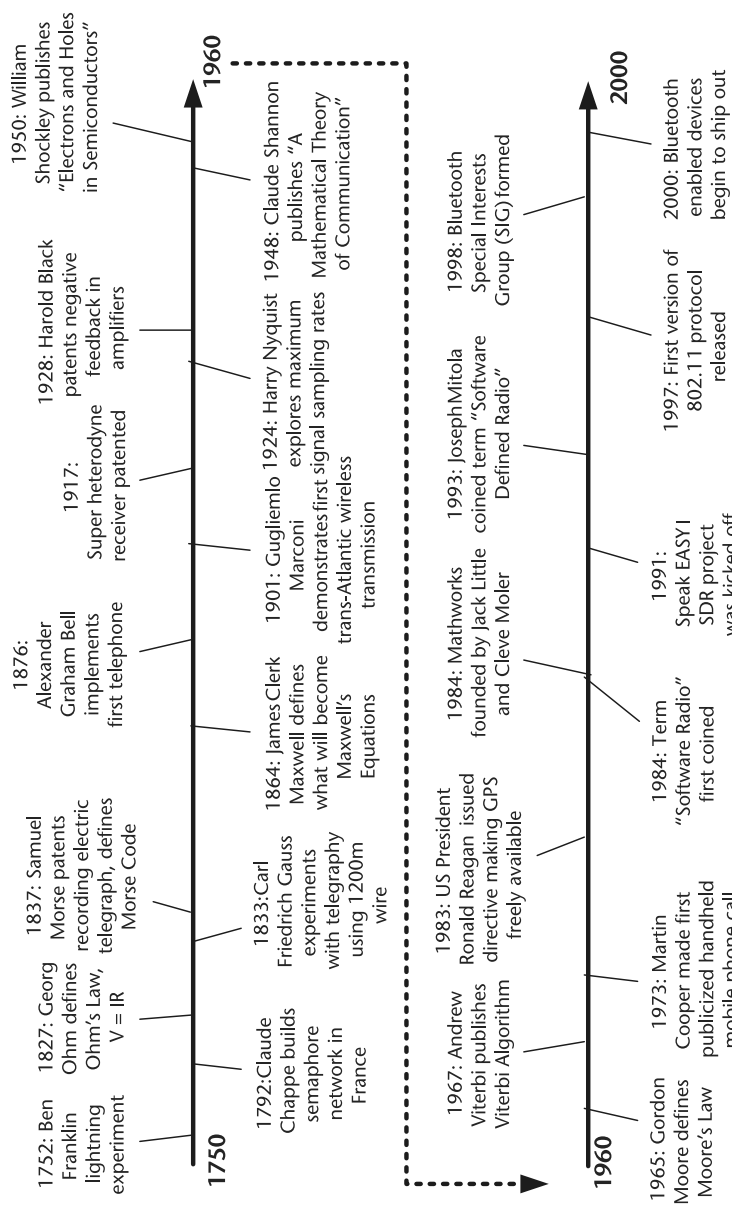 1752: Ben
Franklin
lightning
experiment
1827: Georg
Ohm defines
Ohm's Law,
V = IR
1837: Samuel
Morse patents
recording electric
telegraph, defines
Morse Code
1876:
Alexander
Graham Bell
implements
first telephone
1917:
Super heterodyne
receiver patented
1928: Harold Black
patents negative
feedback in
amplifiers
1950: William
Shockley publishes
"Electrons and Holes
in Semiconductors"
1750
1960
1792:Claude
Chappe builds
semaphore
network in
France
1833:Carl
Friedrich Gauss
experiments
with telegraphy
using 1200m
wire
1864: James Clerk
Maxwell defines
what will become
Maxwell's
Equations
1901: Gugliemlo
Marconi
demonstrates first
trans-Atlantic wireless
transmission
1924: Harry Nyquist
explores maximum
signal sampling rates
1948: Claude Shannon
publishes "A
Mathematical Theory
of Communication"
1967: Andrew
Viterbi publishes
Viterbi Algorithm
1983: US President
Ronald Reagan issued
directive making GPS
freely available
1984: Mathworks
founded by Jack Little
and Cleve Moler
1993: Joseph Mitola
coined term "Software
Defined Radio"
1998: Bluetooth
Special Interests
Group (SIG) formed
1960
2000
1965: Gordon
Moore defines
Moore's Law
1973: Martin
Cooper made first
publicized handheld
mobile phone call
1984: Term
"Software Radio"
first coined
1991:
Speak EASY I
SDR project
was kicked off
1997: First version of
802.11 protocol
released
2000: Bluetooth
enabled devices
begin to ship out